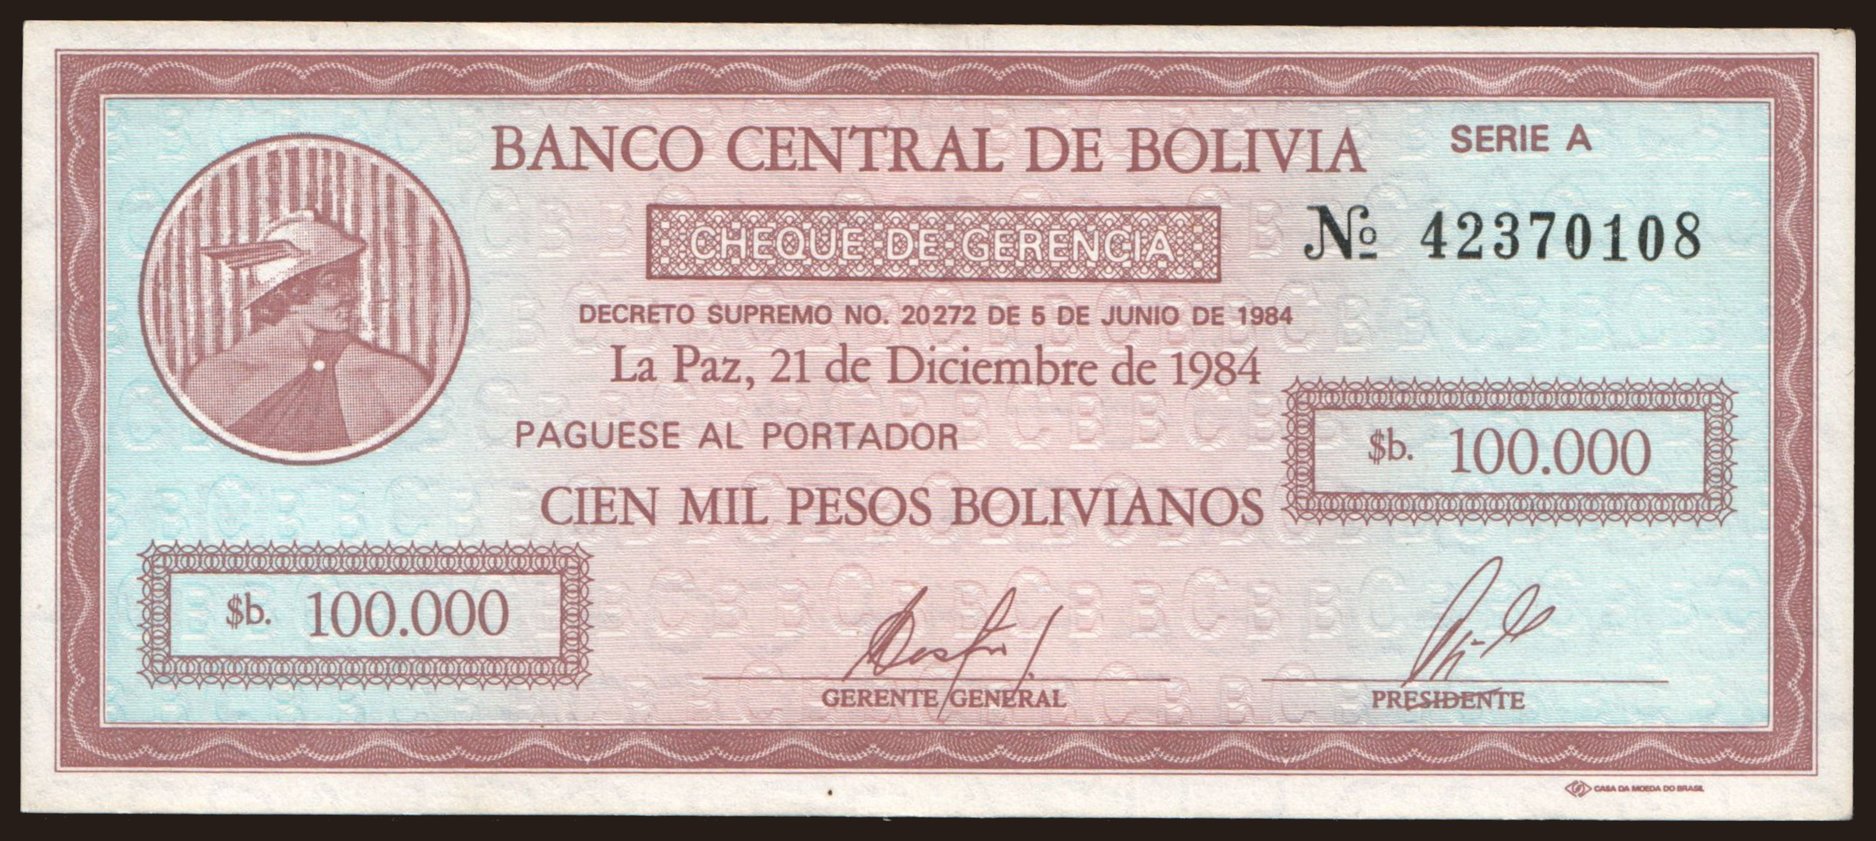 BANCO CENTRAL DE BOLIVIA
SERIE A
CHEQUE DE GERENCIA
№ 42370108
DECRETO SUPREMO NO. 20272 DE 5 DE JUNIO DE 1984
La Paz, 21 de Diciembre de 1984
PAGUESE AL PORTADOR
$b. 100.000
CIEN MIL PESOS BOLIVIANOS
$b. 100.000
GERENTE GENERAL
PRESIDENTE
CASA DA MOEDA DO BRASIL